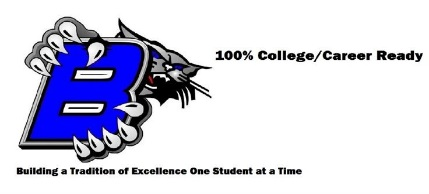 B
100% College/Career Ready
Building a Tradition of Excellence One Student at a Time